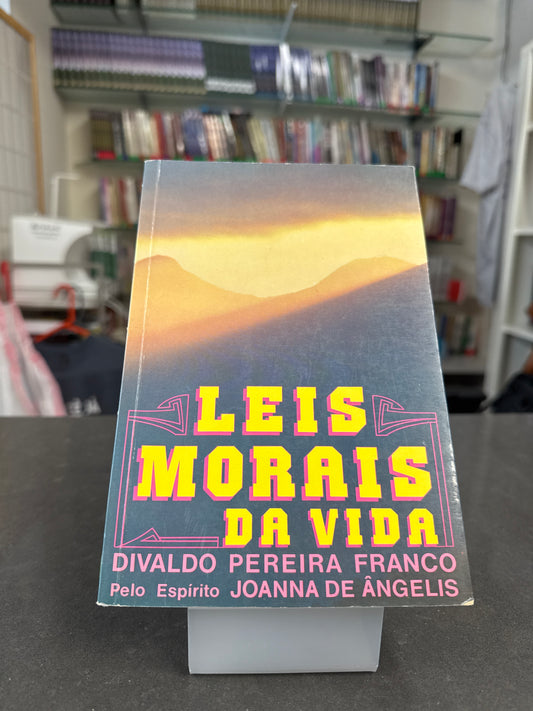 LEIS
MORAIS
DA VIDA
DIVALDO PEREIRA FRANCO
Pelo Espírito JOANNA DE ÂNGELIS